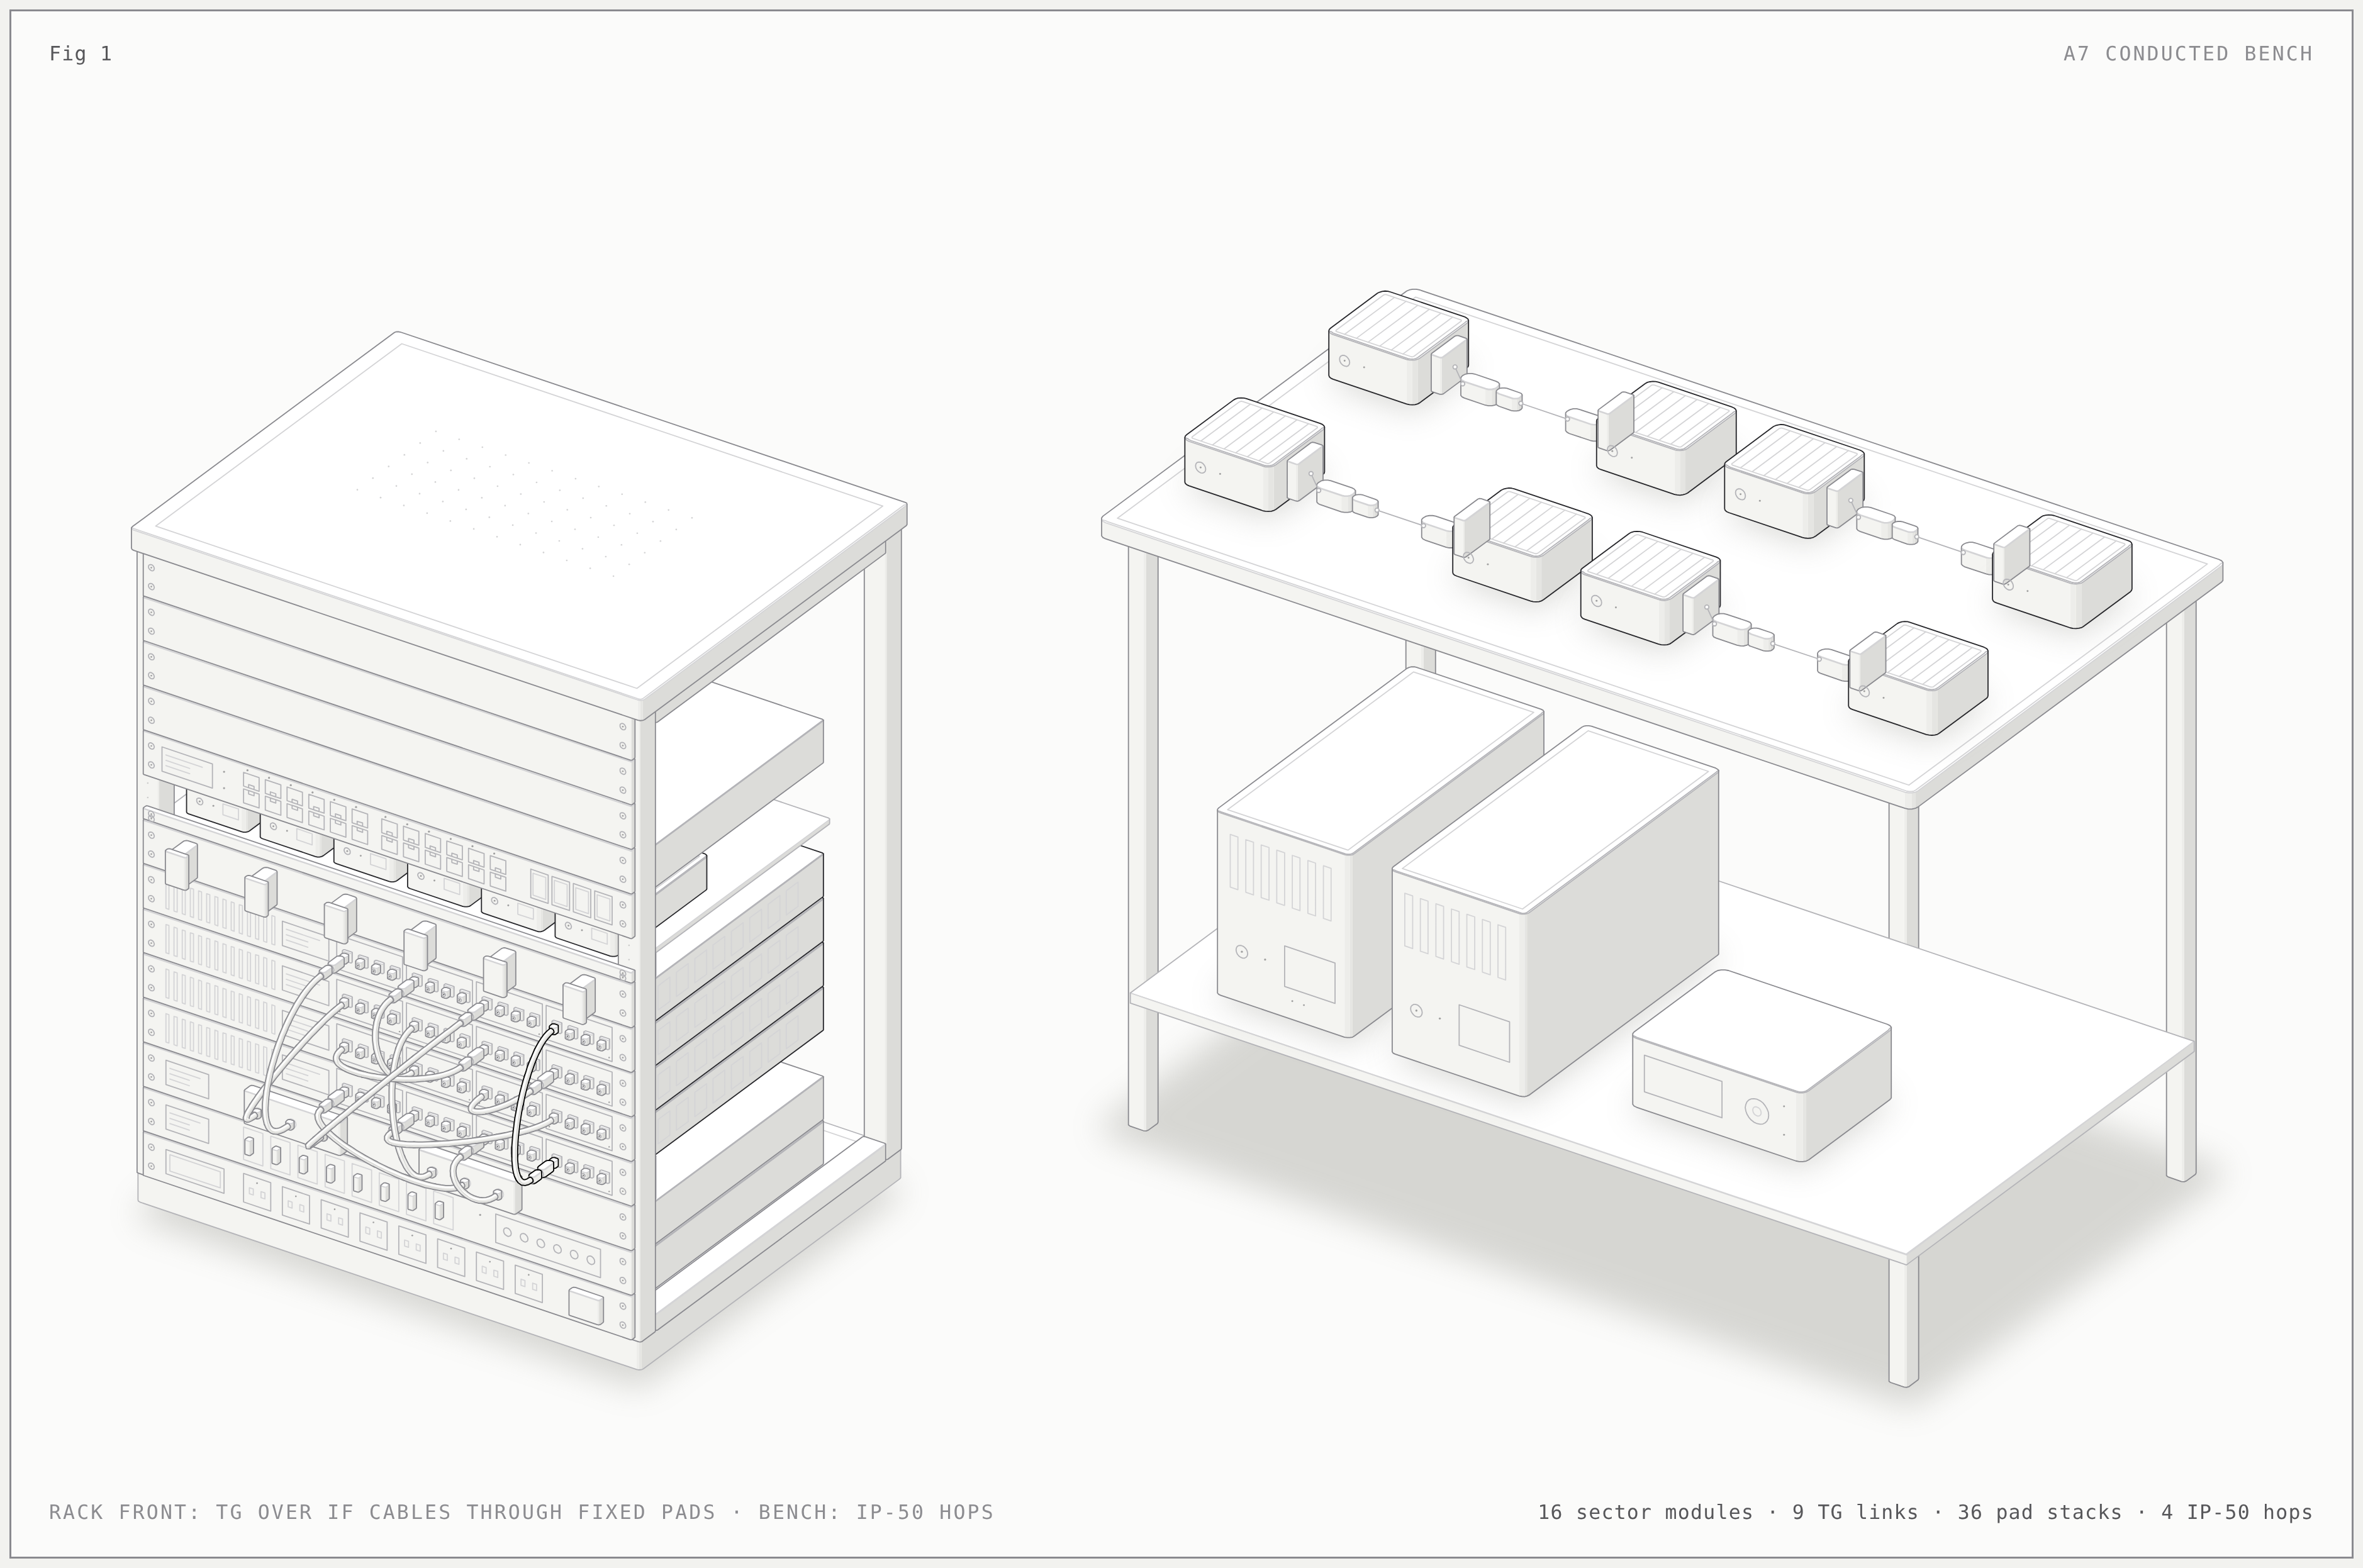 Fig 1
A7 CONDUCTED BENCH
RACK FRONT: TG OVER IF CABLES THROUGH FIXED PADS · BENCH: IP-50 HOPS
16 sector modules · 9 TG links · 36 pad stacks · 4 IP-50 hops